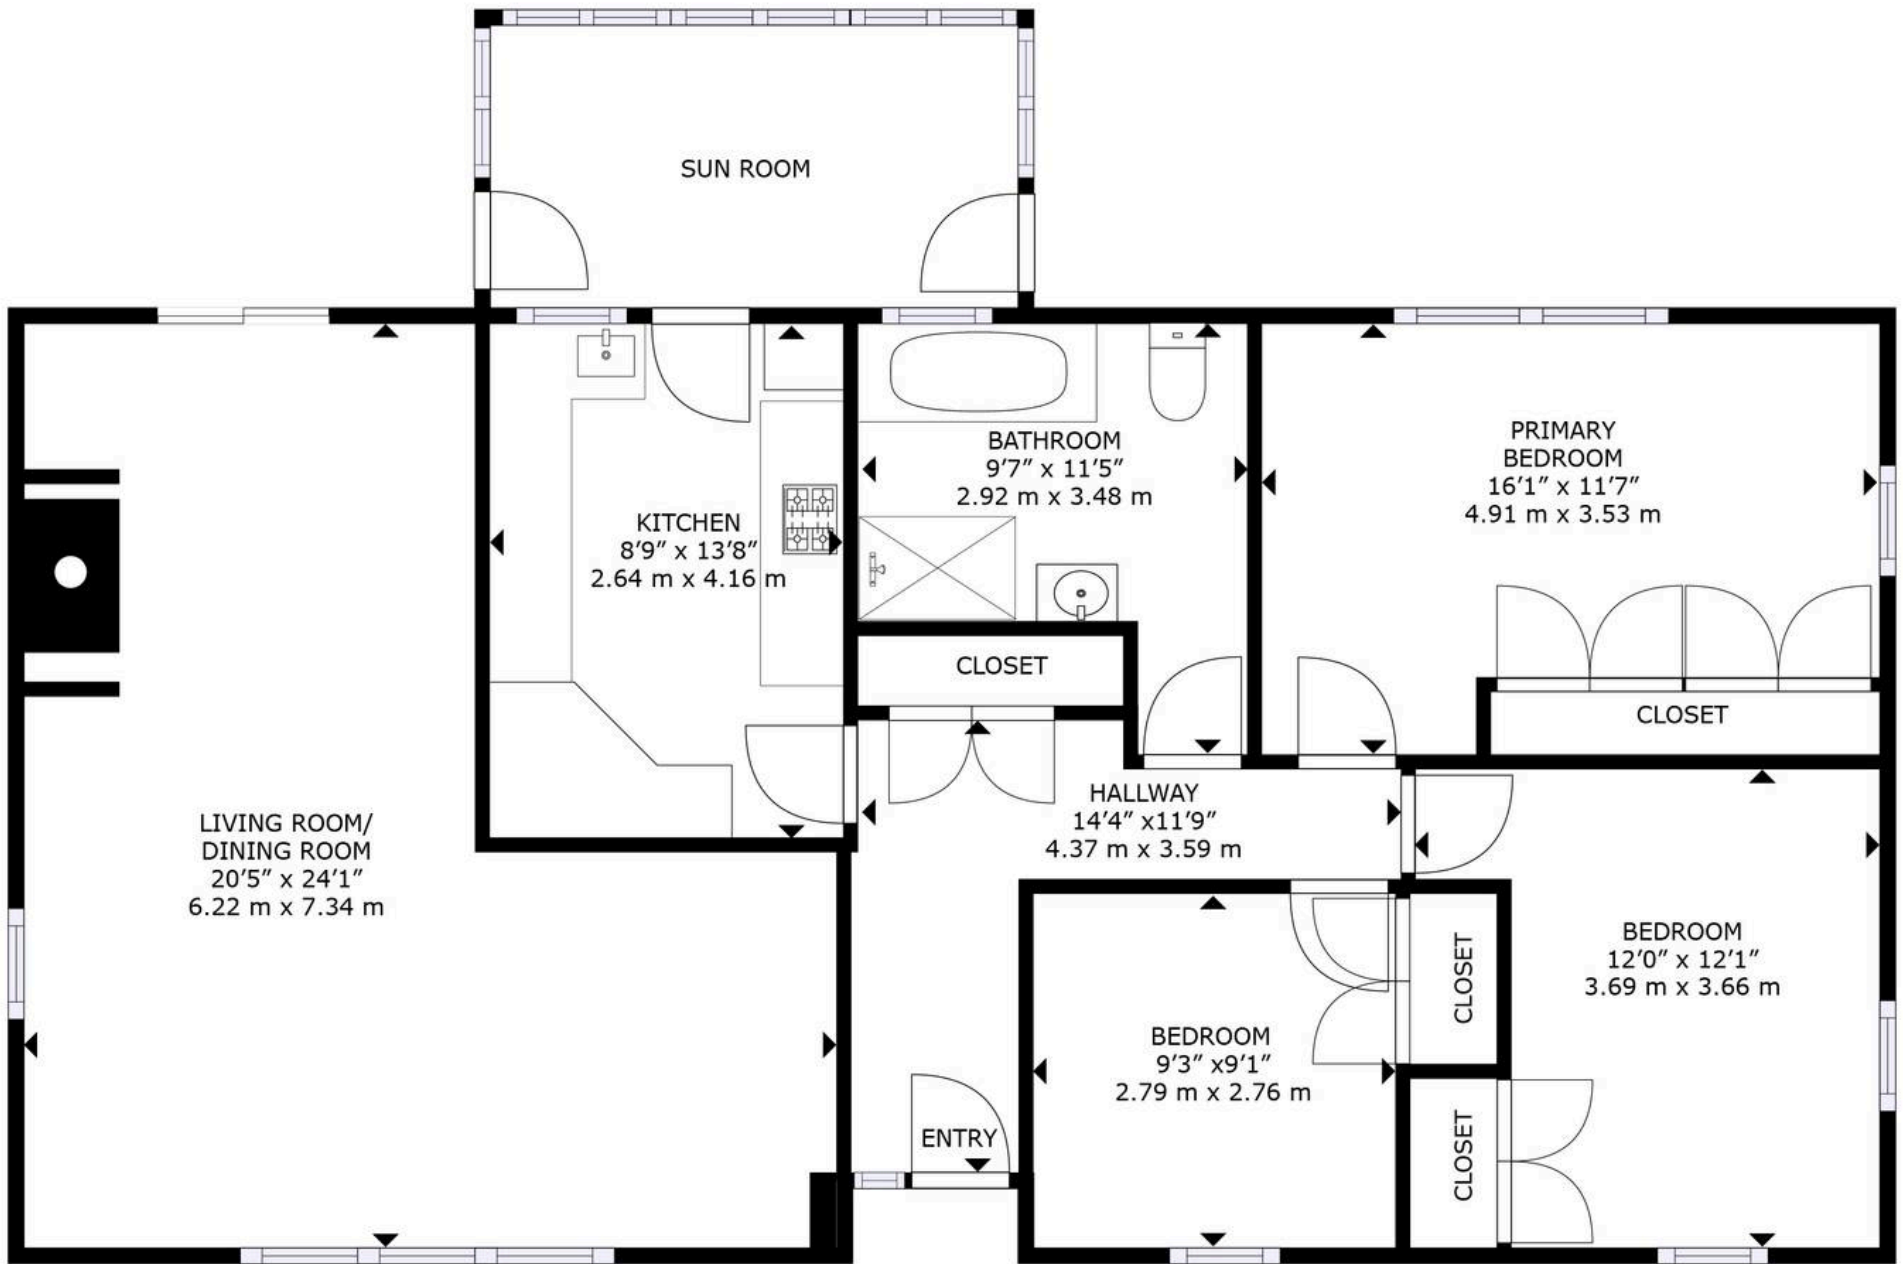 SUN ROOM
BATHROOM
9'7" x 11'5"
2.92 m x 3.48 m
PRIMARY
BEDROOM
16'1" x 11'7"
4.91 m x 3.53 m
KITCHEN
8'9" x 13'8"
2.64 m x 4.16 m
CLOSET
CLOSET
HALLWAY
14'4" x11'9"
4.37 m x 3.59 m
LIVING ROOM/
DINING ROOM
20'5" x 24'1"
6.22 m x 7.34 m
BEDROOM
12'0" x 12'1"
3.69 m x 3.66 m
CLOSET
BEDROOM
9'3" x9'1"
2.79 m x 2.76 m
ENTRY
CLOSET